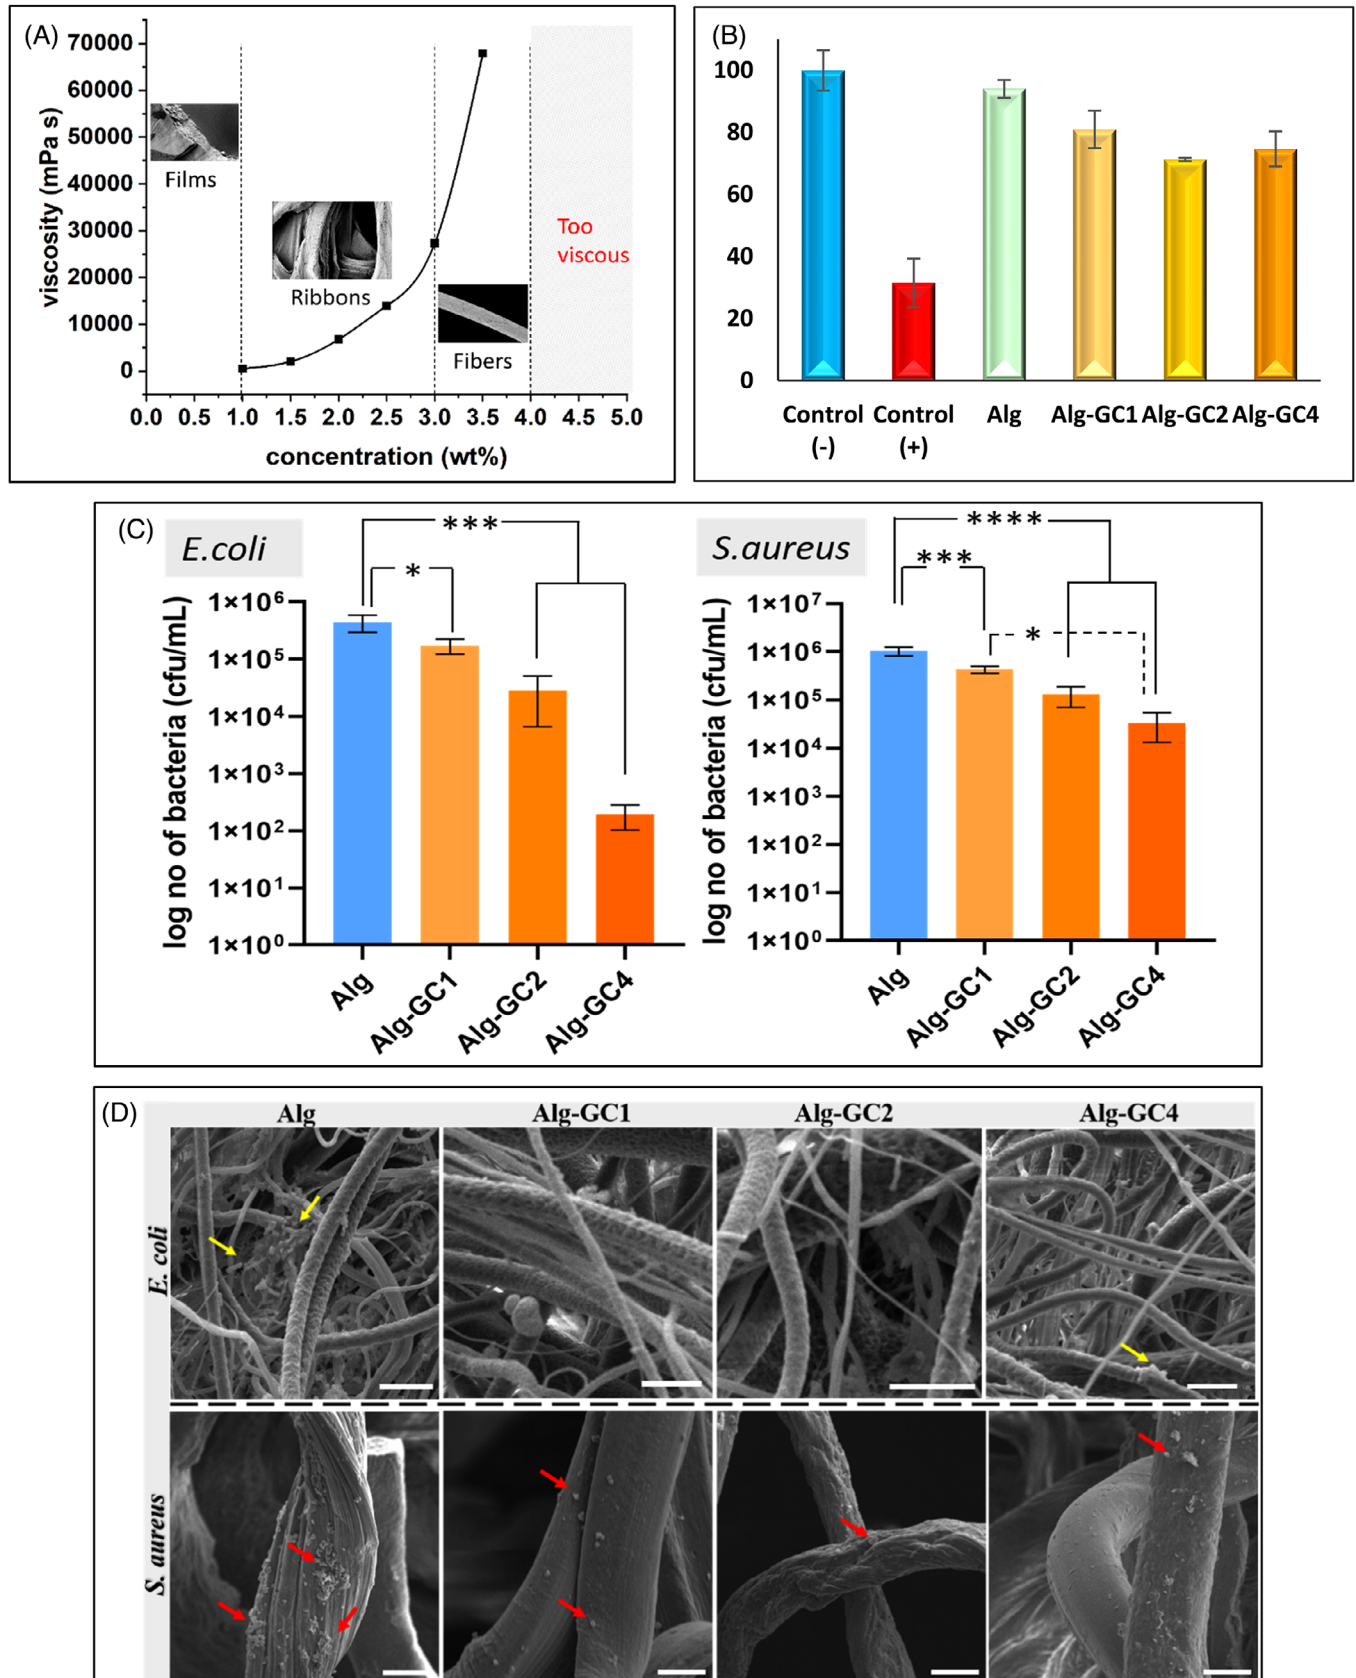 (A)
70000
60000
50000
40000
30000
20000
10000
0
viscosity (mPa s)
Films
Ribbons
Fibers
Too
viscous
0.0 0.5 1.0 1.5 2.0 2.5 3.0 3.5 4.0 4.5 5.0
concentration (wt%)
(B)
100
80
60
40
20
0
Control Control Alg Alg-GC1 Alg-GC2 Alg-GC4
(-) (+)
(C)
E.coli
***
*
log no of bacteria (cfu/mL)
1×10⁶
1×10⁵
1×10⁴
1×10³
1×10²
1×10¹
1×10⁰
Alg
Alg-GC1
Alg-GC2
Alg-GC4
S.aureus
****
***
*
log no of bacteria (cfu/mL)
1×10⁷
1×10⁶
1×10⁵
1×10⁴
1×10³
1×10²
1×10¹
1×10⁰
Alg
Alg-GC1
Alg-GC2
Alg-GC4
(D)
Alg Alg-GC1 Alg-GC2 Alg-GC4
E. coli
S. aureus